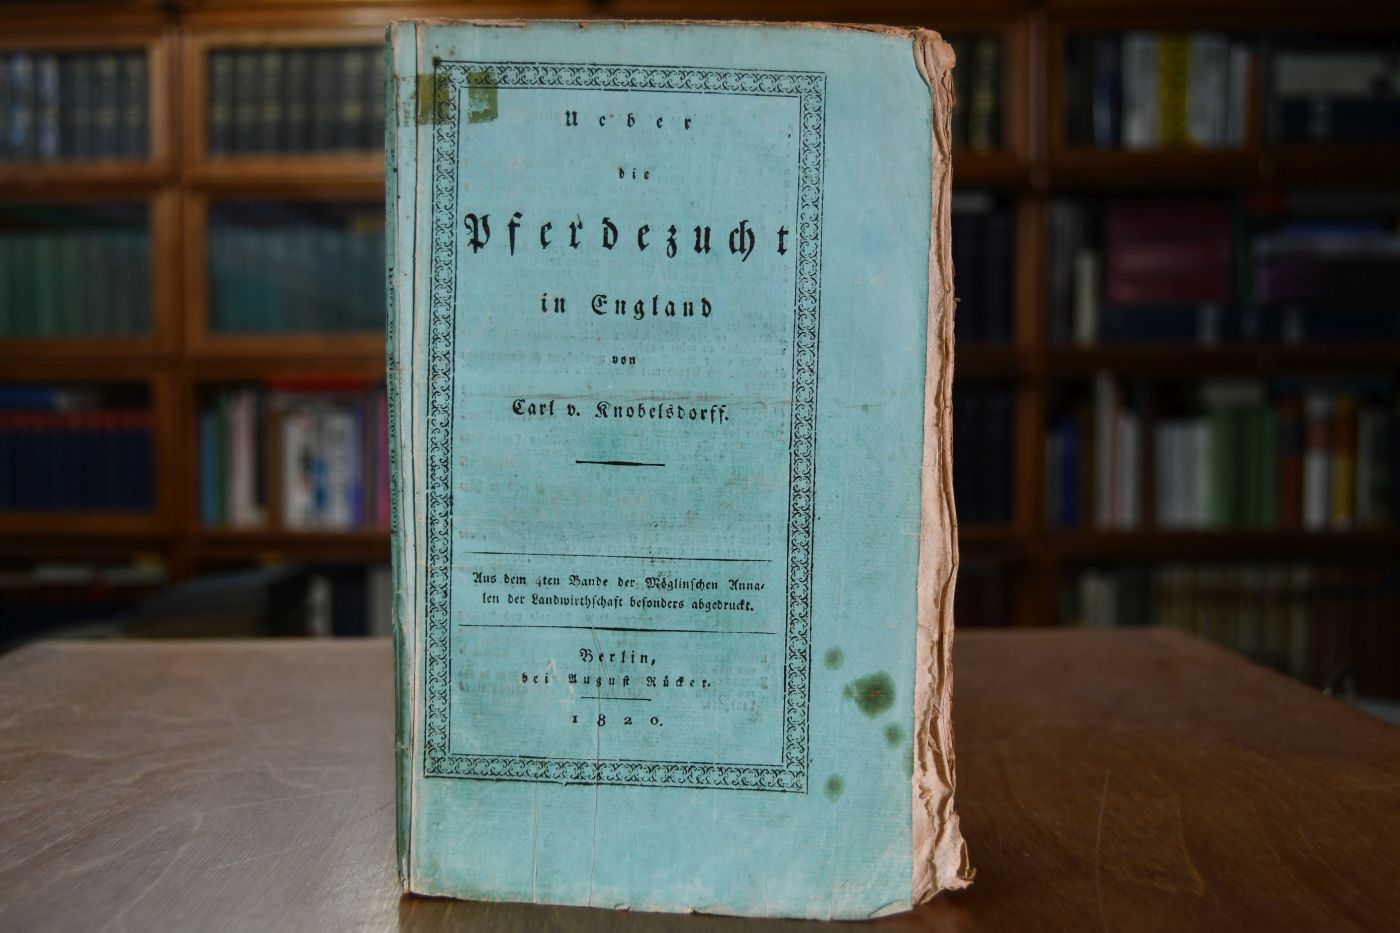 Ueber
die
Pferdezucht
in England
von
Carl v. Knobelsdorff.
Aus dem 4ten Bande der Möglinschen Anna-
len der Landwirthschaft besonders abgedruckt.
Berlin,
bei August Rücker.
1820.